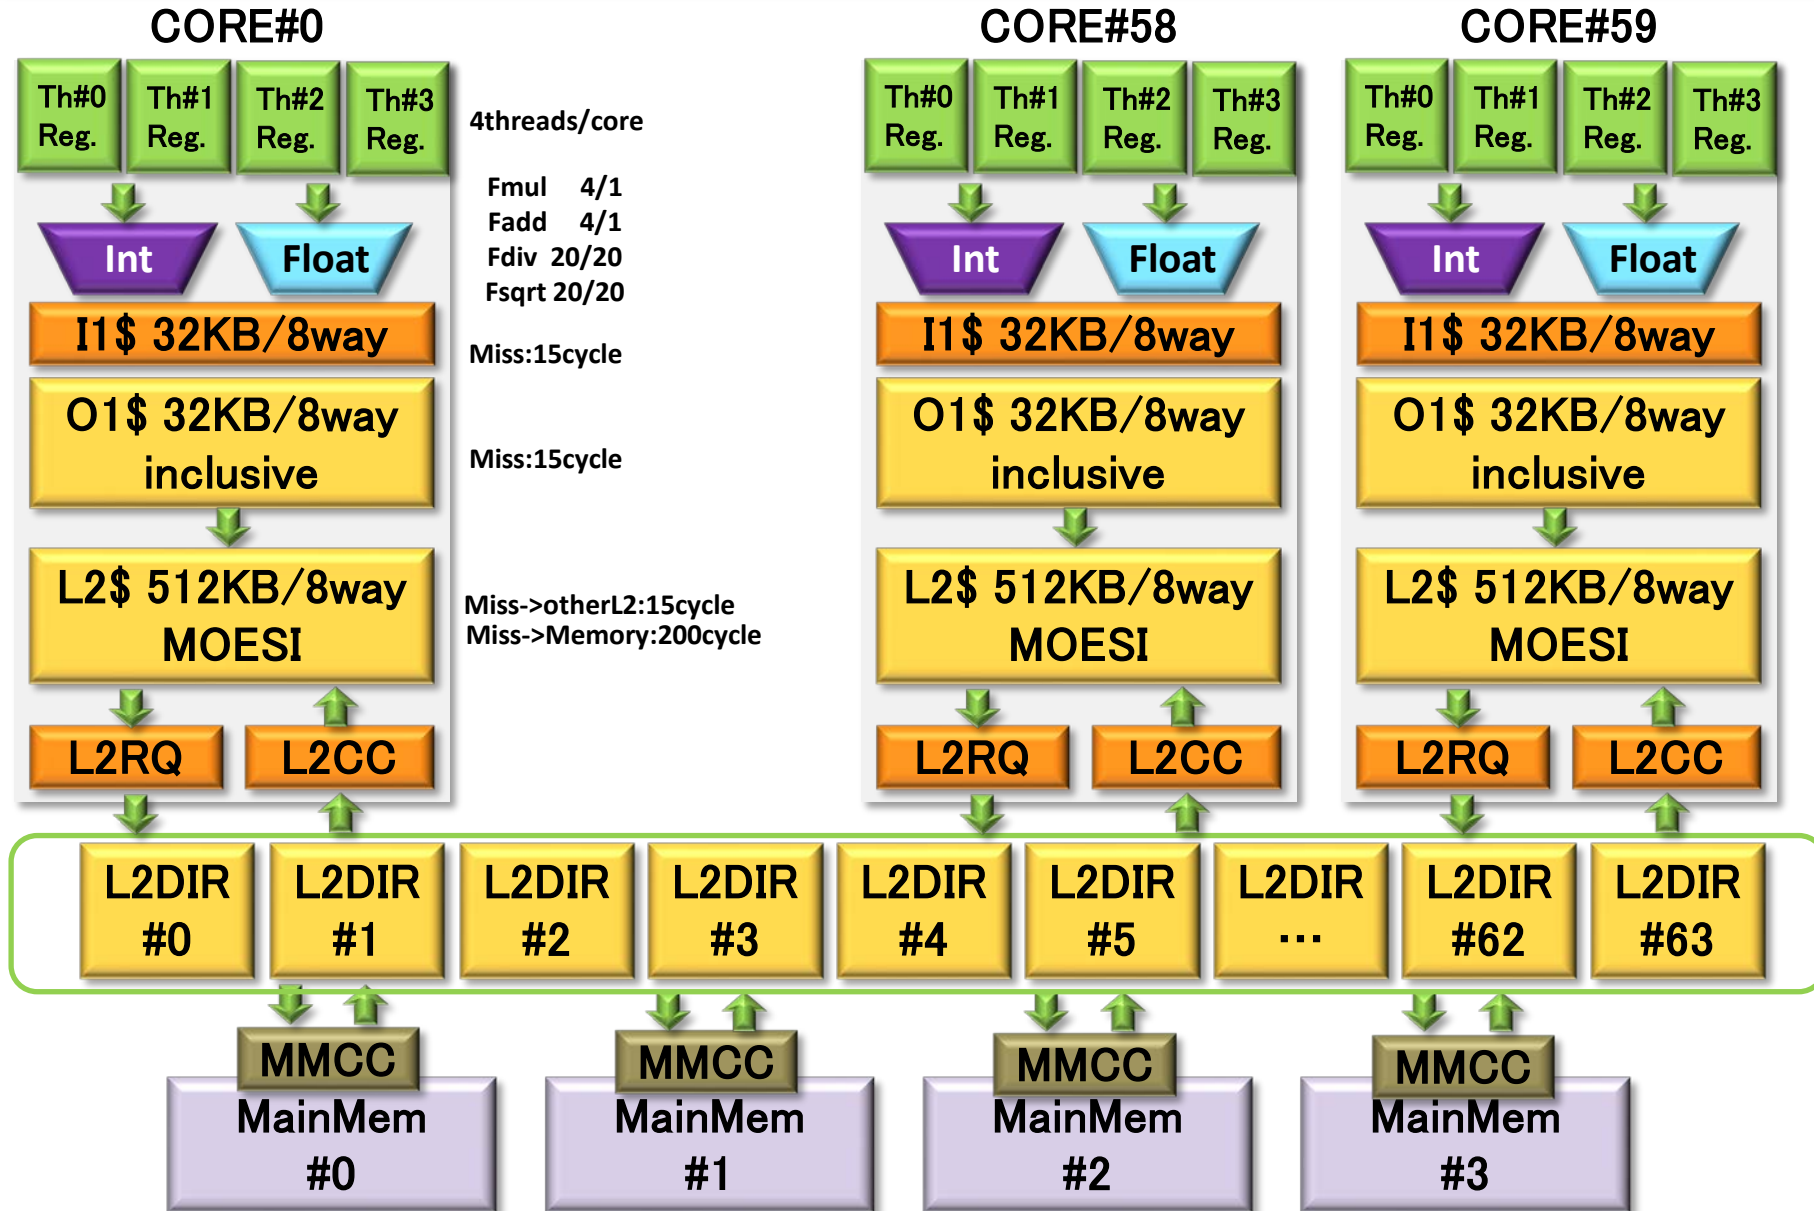 CORE#0
CORE#58
CORE#59
Th#0 Reg.
Th#1 Reg.
Th#2 Reg.
Th#3 Reg.
4threads/core
Th#0 Reg.
Th#1 Reg.
Th#2 Reg.
Th#3 Reg.
Th#0 Reg.
Th#1 Reg.
Th#2 Reg.
Th#3 Reg.
Fmul 4/1
Fadd 4/1
Fdiv 20/20
Fsqrt 20/20
Int
Float
Int
Float
Int
Float
I1$ 32KB/8way
Miss:15cycle
I1$ 32KB/8way
I1$ 32KB/8way
O1$ 32KB/8way
inclusive
Miss:15cycle
O1$ 32KB/8way
inclusive
O1$ 32KB/8way
inclusive
L2$ 512KB/8way
MOESI
Miss->otherL2:15cycle
Miss->Memory:200cycle
L2$ 512KB/8way
MOESI
L2$ 512KB/8way
MOESI
L2RQ
L2CC
L2RQ
L2CC
L2RQ
L2CC
L2DIR
#0
L2DIR
#1
L2DIR
#2
L2DIR
#3
L2DIR
#4
L2DIR
#5
L2DIR
…
L2DIR
#62
L2DIR
#63
MMCC
MainMem
#0
MMCC
MainMem
#1
MMCC
MainMem
#2
MMCC
MainMem
#3